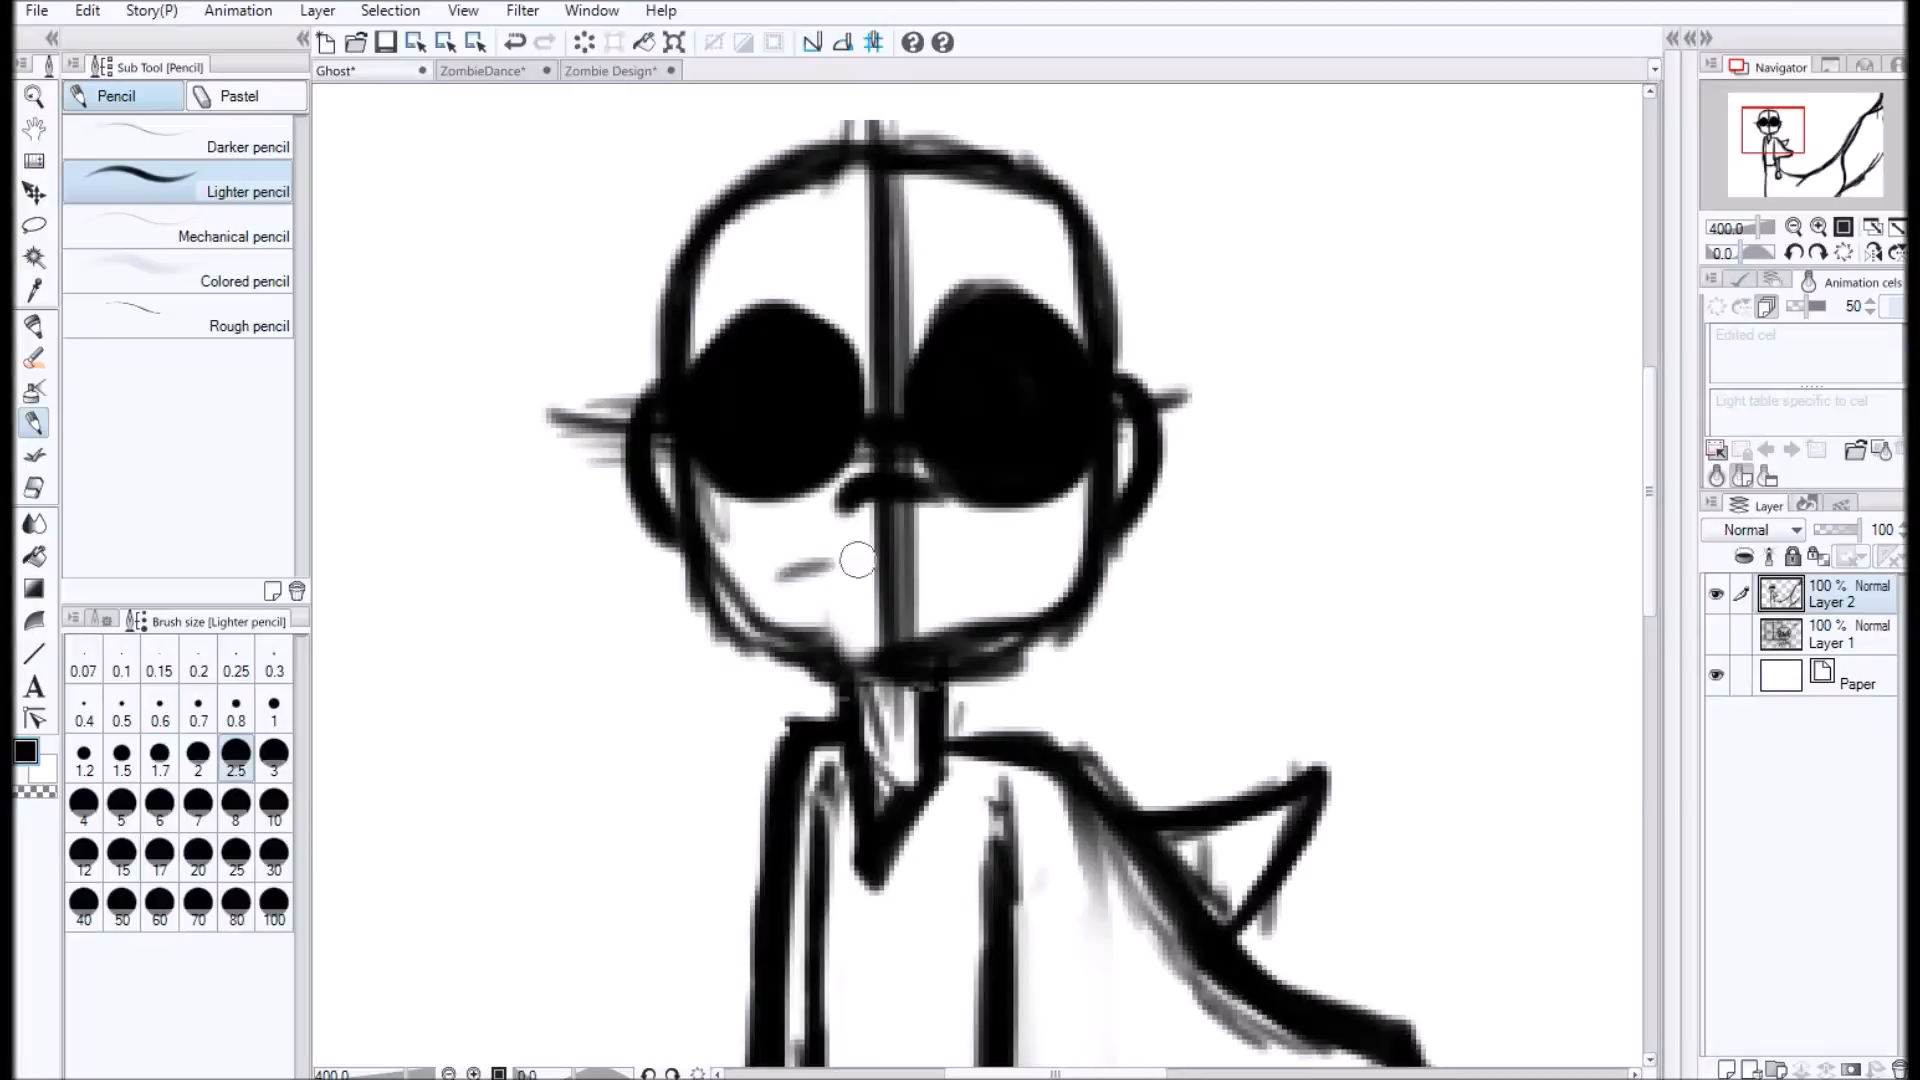 File Edit Story(P) Animation Layer Selection View Filter Window Help
Sub Tool [Pencil]
Ghost* ZombieDance* Zombie Design*
Navigator
Pencil Pastel
Darker pencil
Lighter pencil
Mechanical pencil
Colored pencil
Rough pencil
400.0
0.0
Animation cels
50
Edited cel
Light table specific to cel
Layer
Normal 100
100 % Normal
Layer 2
100 % Normal
Layer 1
Paper
Brush size [Lighter pencil]
0.07 0.1 0.15 0.2 0.25 0.3
0.4 0.5 0.6 0.7 0.8 1
1.2 1.5 1.7 2 2.5 3
4 5 6 7 8 10
12 15 17 20 25 30
40 50 60 70 80 100
A
400.0 0.0